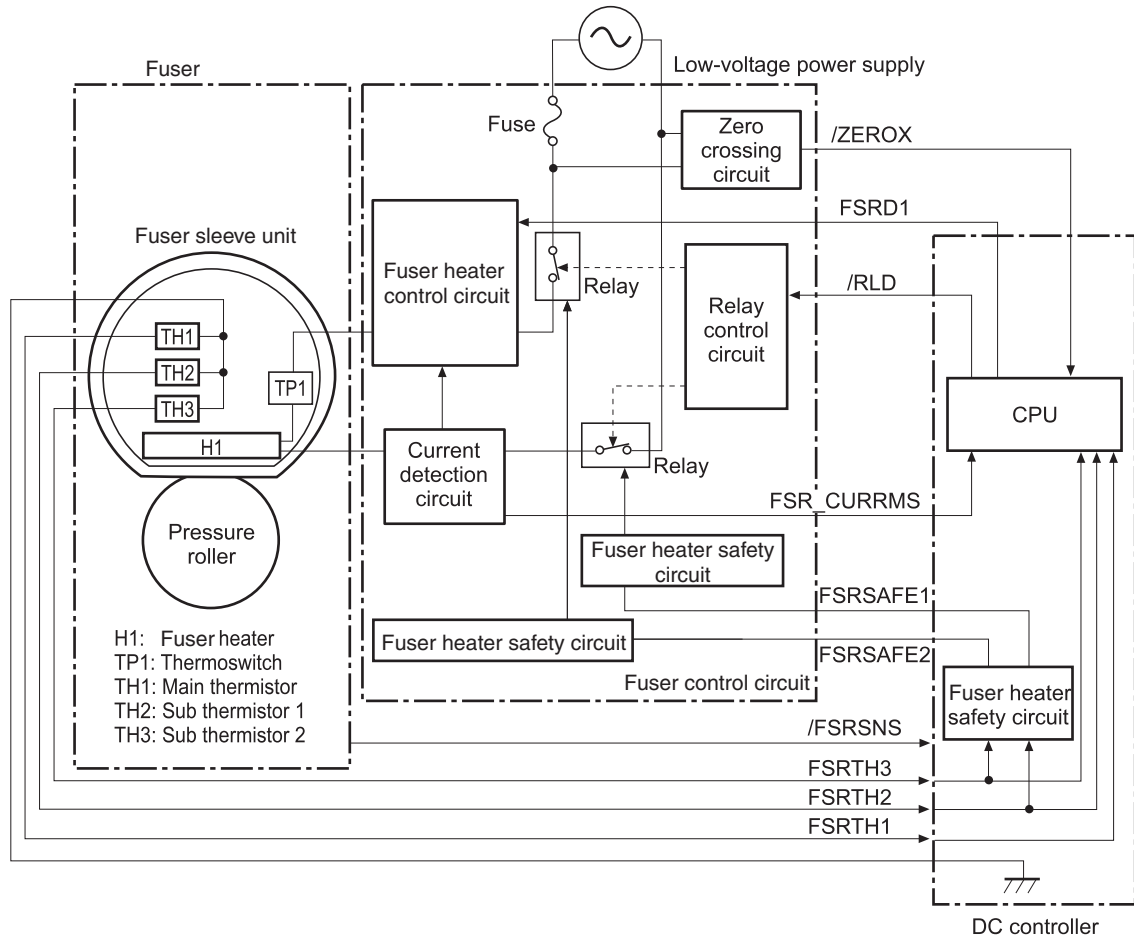 Low-voltage power supply
Fuser
Fuse
Zero
crossing
circuit
/ZEROX
FSRD1
Fuser sleeve unit
Fuser heater
control circuit
Relay
Relay
control
circuit
/RLD
TH1
TH2
TH3
TP1
H1
CPU
Current
detection
circuit
Relay
FSR_CURRMS
Pressure
roller
Fuser heater safety
circuit
FSRSAFE1
Fuser heater safety circuit
FSRSAFE2
Fuser control circuit
Fuser heater
safety circuit
H1: Fuser heater
TP1: Thermoswitch
TH1: Main thermistor
TH2: Sub thermistor 1
TH3: Sub thermistor 2
/FSRSNS
FSRTH3
FSRTH2
FSRTH1
DC controller